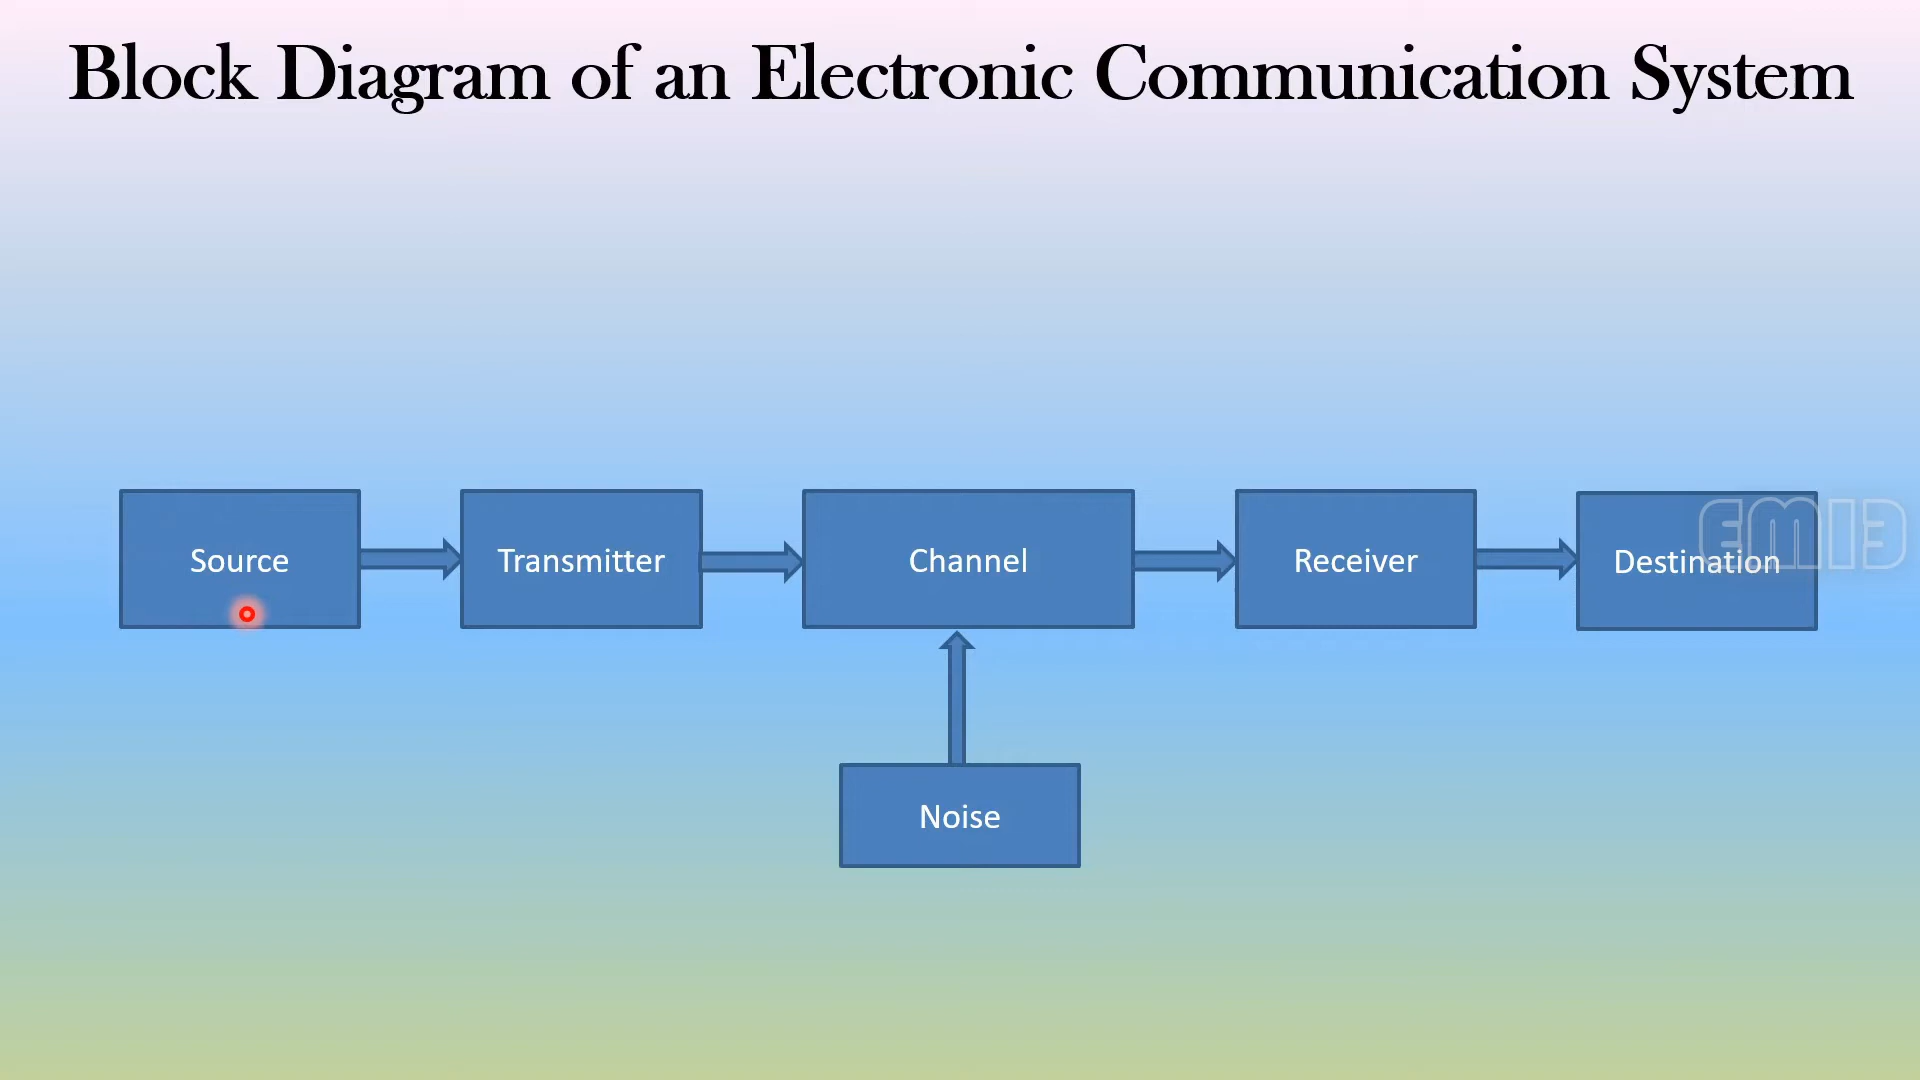 Block Diagram of an Electronic Communication System
Source
Transmitter
Channel
Receiver
Destination
Noise